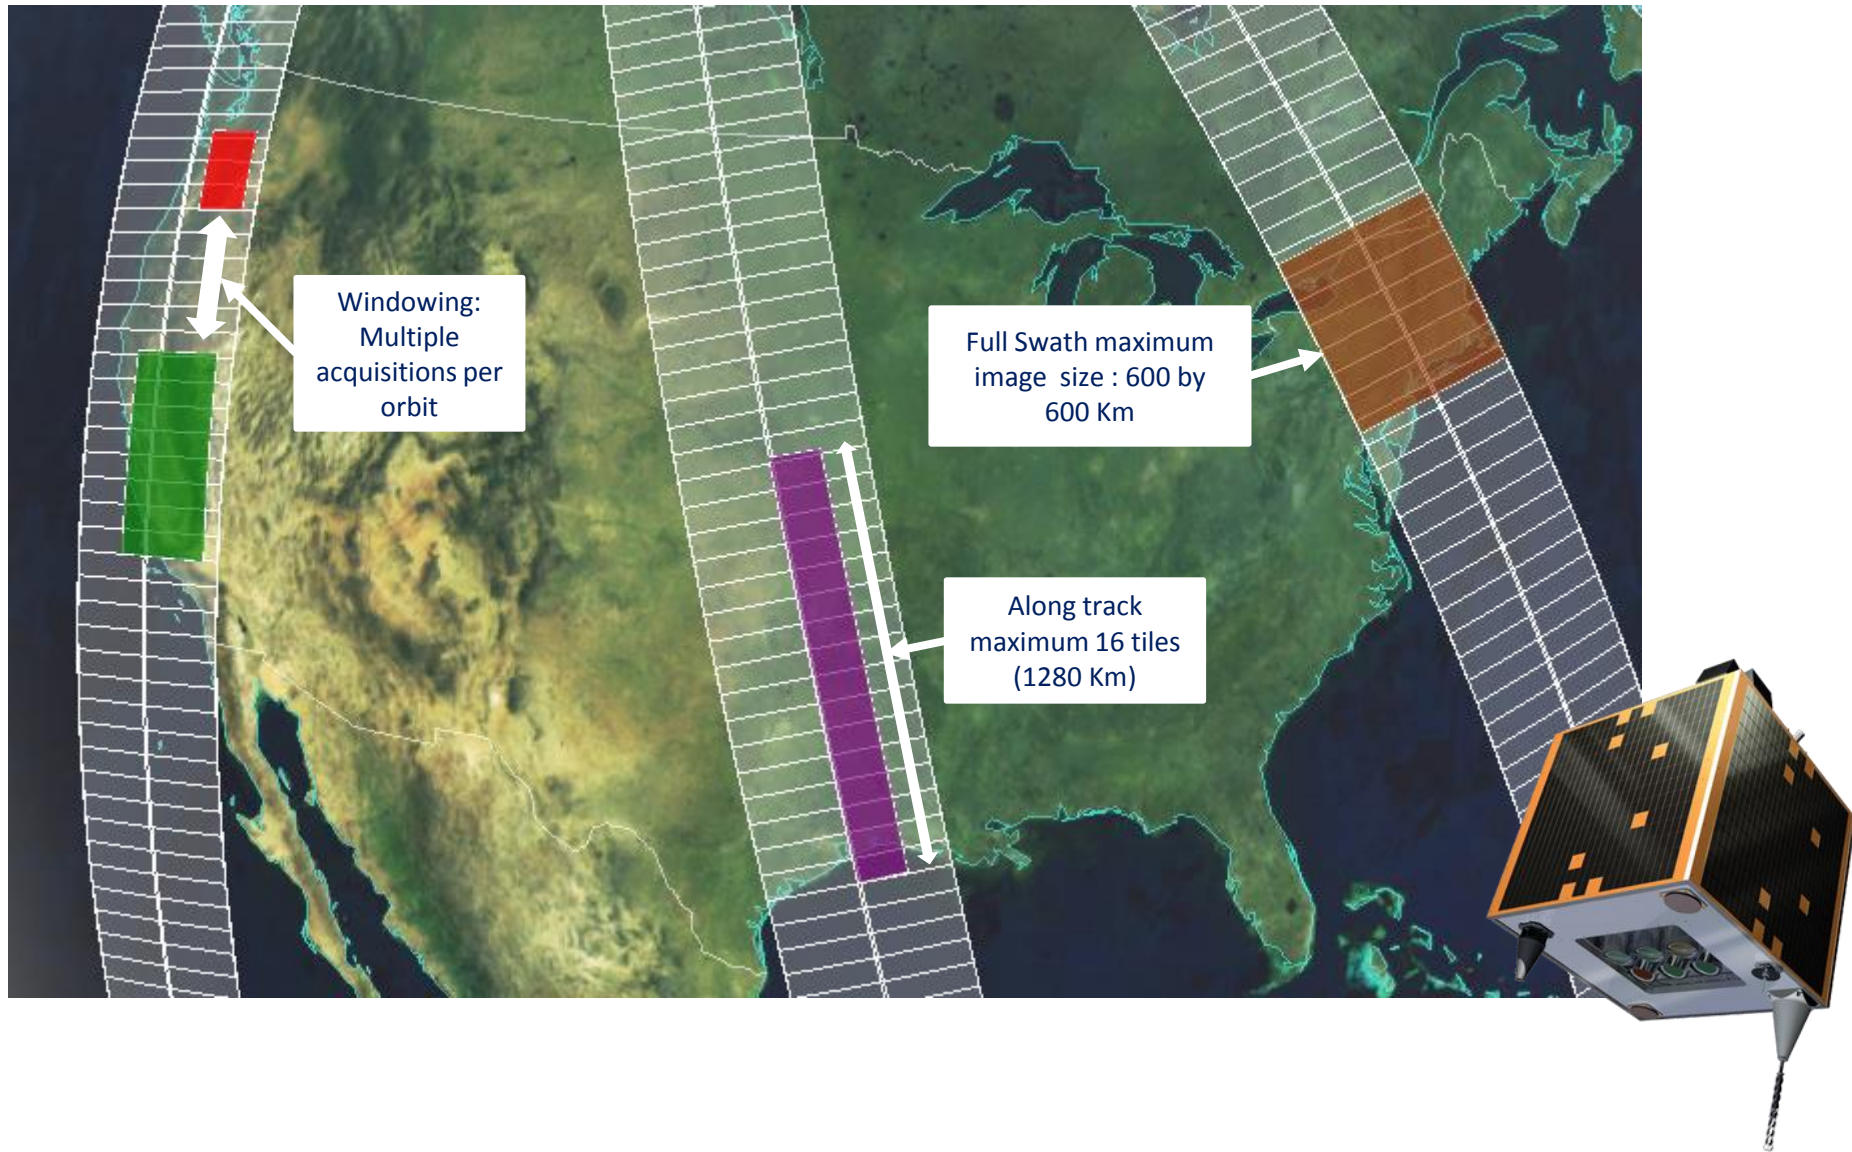 Windowing:
Multiple
acquisitions per
orbit
Full Swath maximum
image size : 600 by
600 Km
Along track
maximum 16 tiles
(1280 Km)